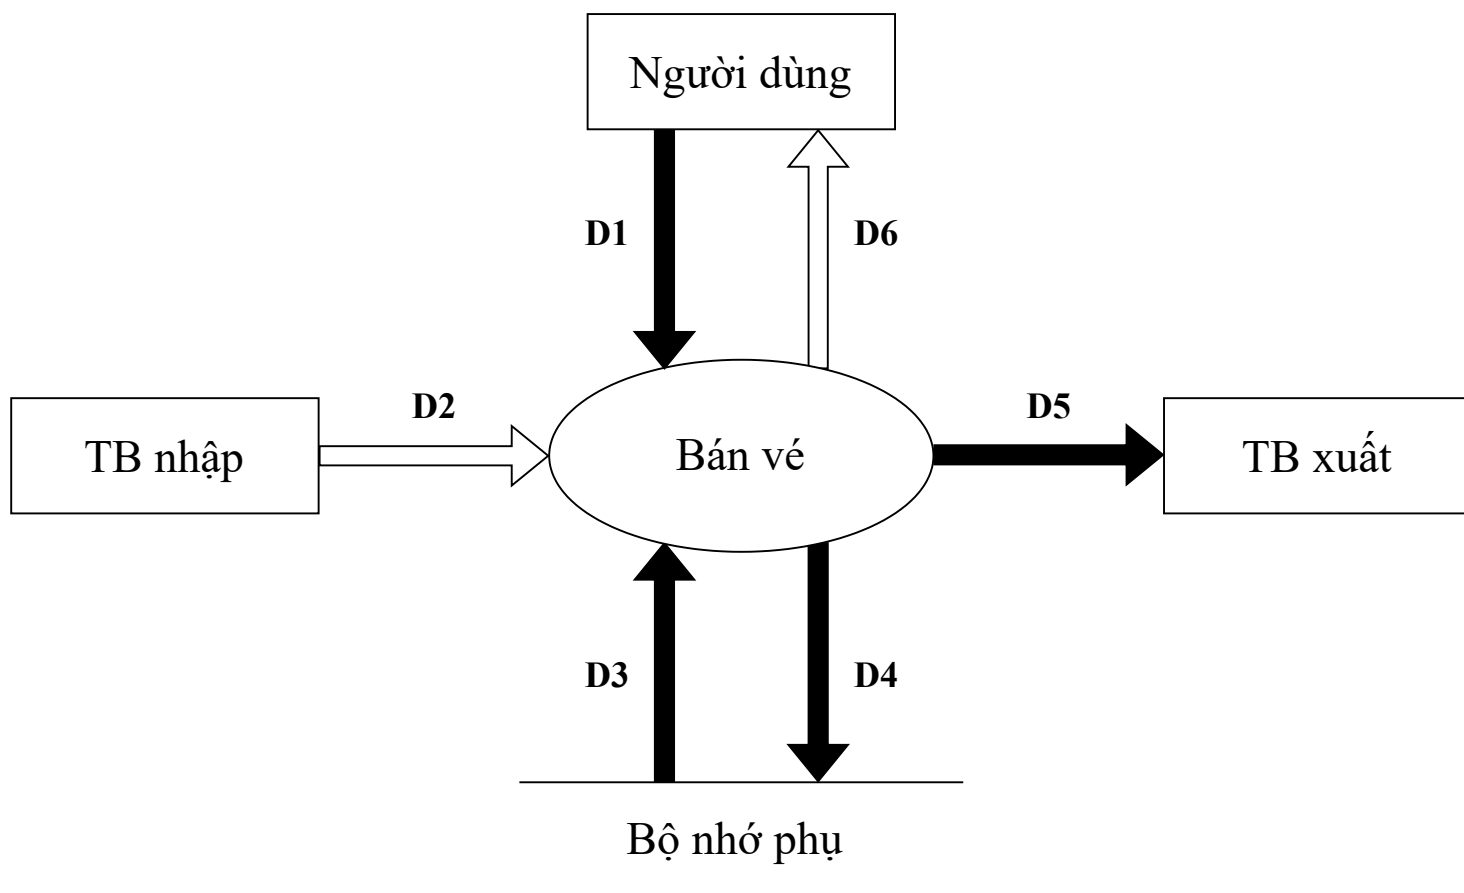 Người dùng
D1
D6
D2
D5
TB nhập
Bán vé
TB xuất
D3
D4
Bộ nhớ phụ